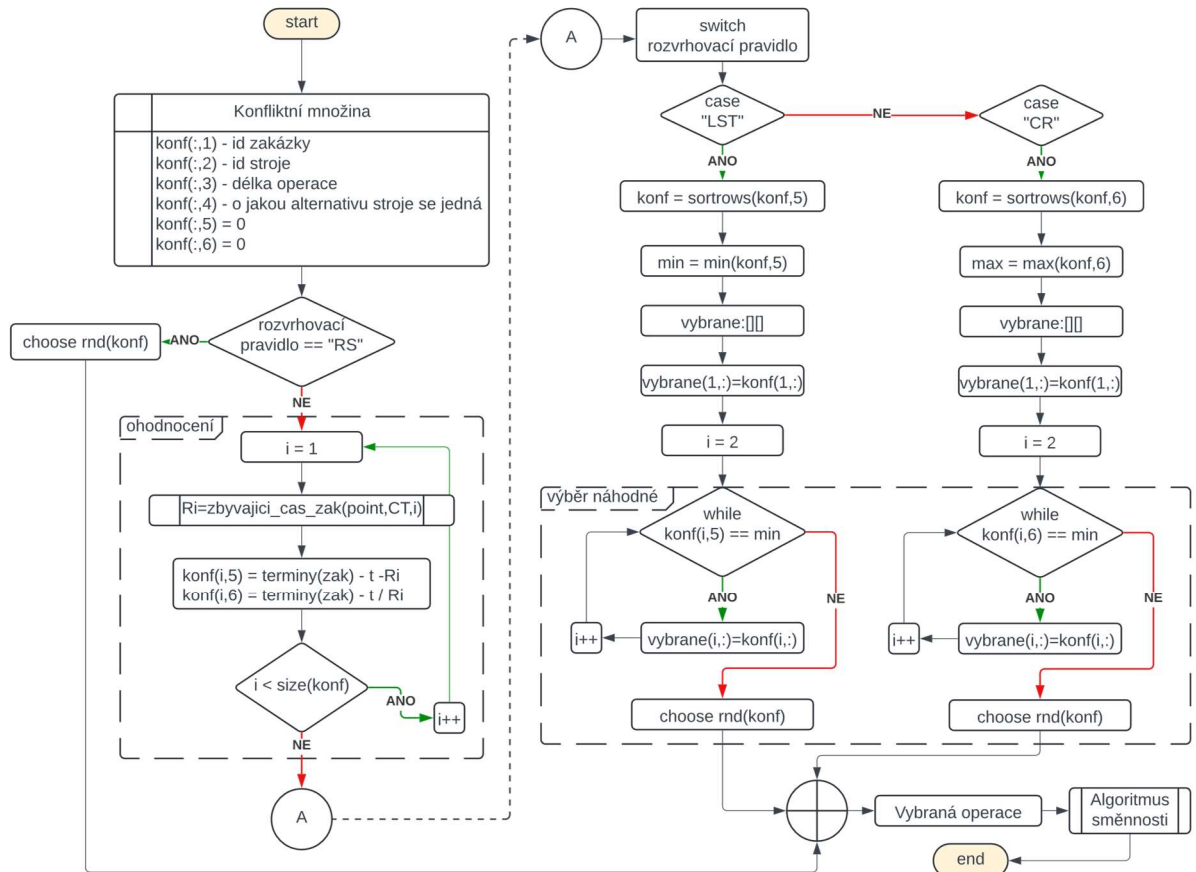 start
Konfliktní množina
konf(:,1) - id zakázky
konf(:,2) - id stroje
konf(:,3) - délka operace
konf(:,4) - o jakou alternativu stroje se jedná
konf(:,5) = 0
konf(:,6) = 0
rozvrhovací
pravidlo == "RS"
ANO
choose rnd(konf)
NE
ohodnocení
i = 1
Ri=zbyvajici_cas_zak(point,CT,i)
konf(i,5) = terminy(zak) - t -Ri
konf(i,6) = terminy(zak) - t / Ri
i < size(konf)
ANO
i++
NE
A
A
switch
rozvrhovací pravidlo
case
"LST"
NE
case
"CR"
ANO
ANO
konf = sortrows(konf,5)
konf = sortrows(konf,6)
min = min(konf,5)
max = max(konf,6)
vybrane:[][]
vybrane:[][]
vybrane(1,:)=konf(1,:)
vybrane(1,:)=konf(1,:)
i = 2
i = 2
výběr náhodné
while
konf(i,5) == min
while
konf(i,6) == min
ANO
NE
ANO
NE
i++
vybrane(i,:)=konf(i,:)
i++
vybrane(i,:)=konf(i,:)
choose rnd(konf)
choose rnd(konf)
Vybraná operace
Algoritmus
směnnosti
end